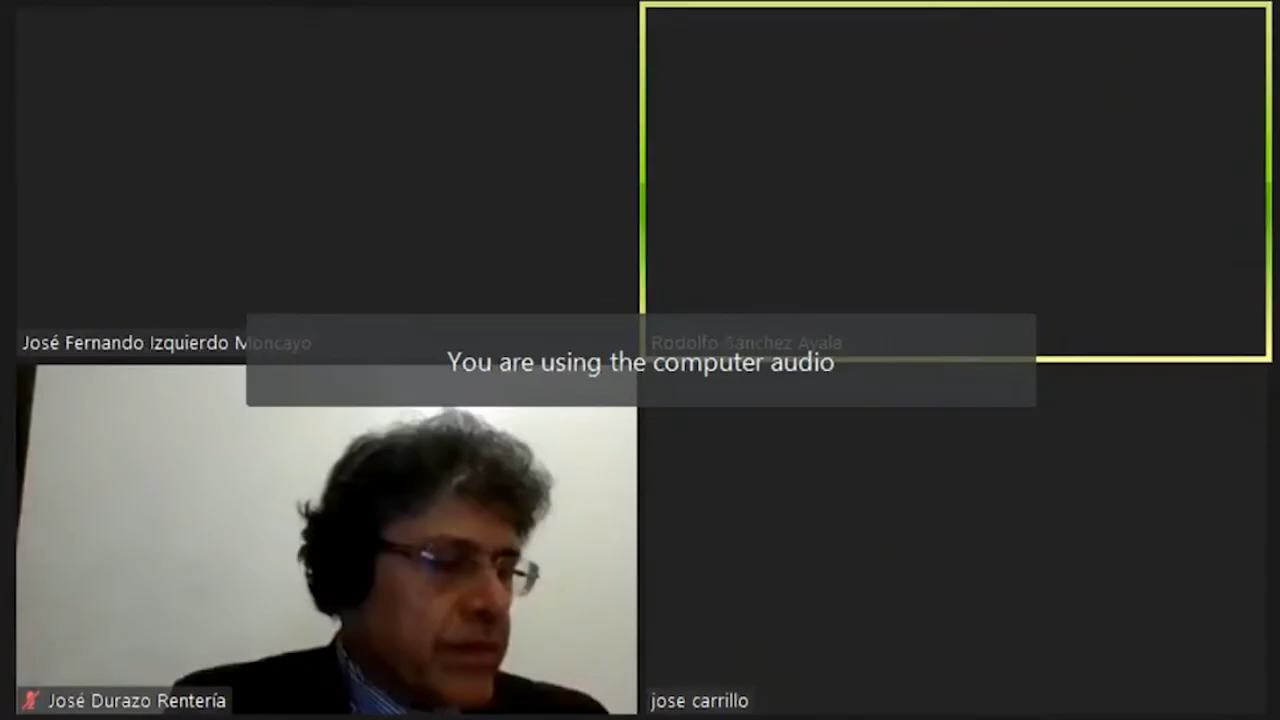 José Fernando Izquierdo Moncayo
Rodolfo Sánchez Ayala
You are using the computer audio
José Durazo Rentería
jose carrillo